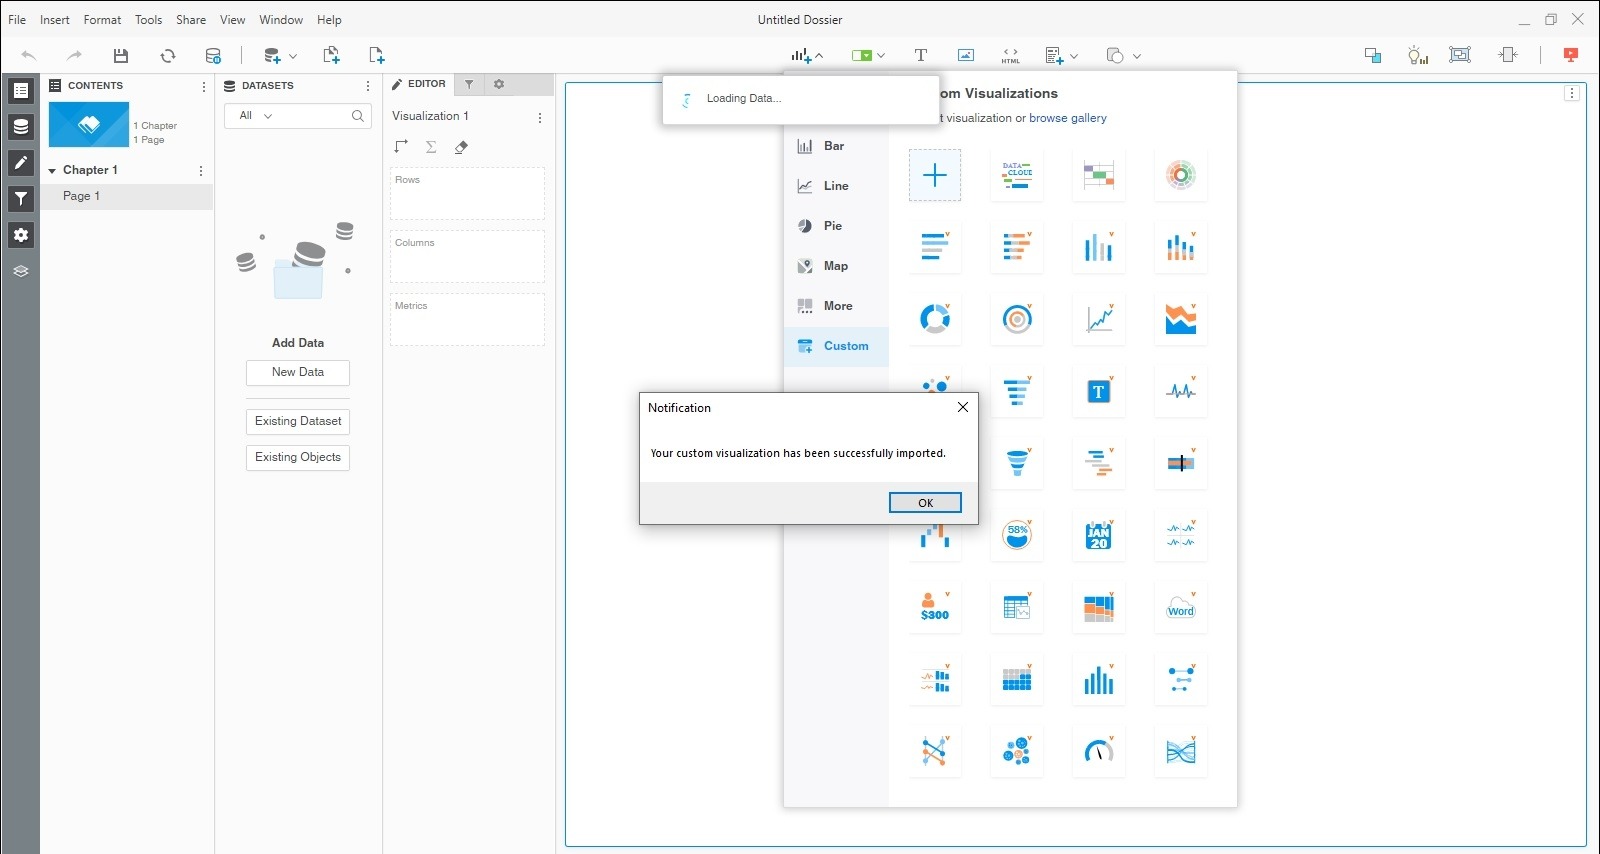 File Insert Format Tools Share View Window Help
Untitled Dossier
HTML
CONTENTS
1 Chapter
1 Page
Chapter 1
Page 1
DATASETS
All
Add Data
New Data
Existing Dataset
Existing Objects
EDITOR
Visualization 1
Rows
Columns
Metrics
Loading Data...
om Visualizations
t visualization or browse gallery
Bar
Line
Pie
Map
More
Custom
DATA
CLOUD
T
58%
JAN
20
$300
Word
Notification
Your custom visualization has been successfully imported.
OK